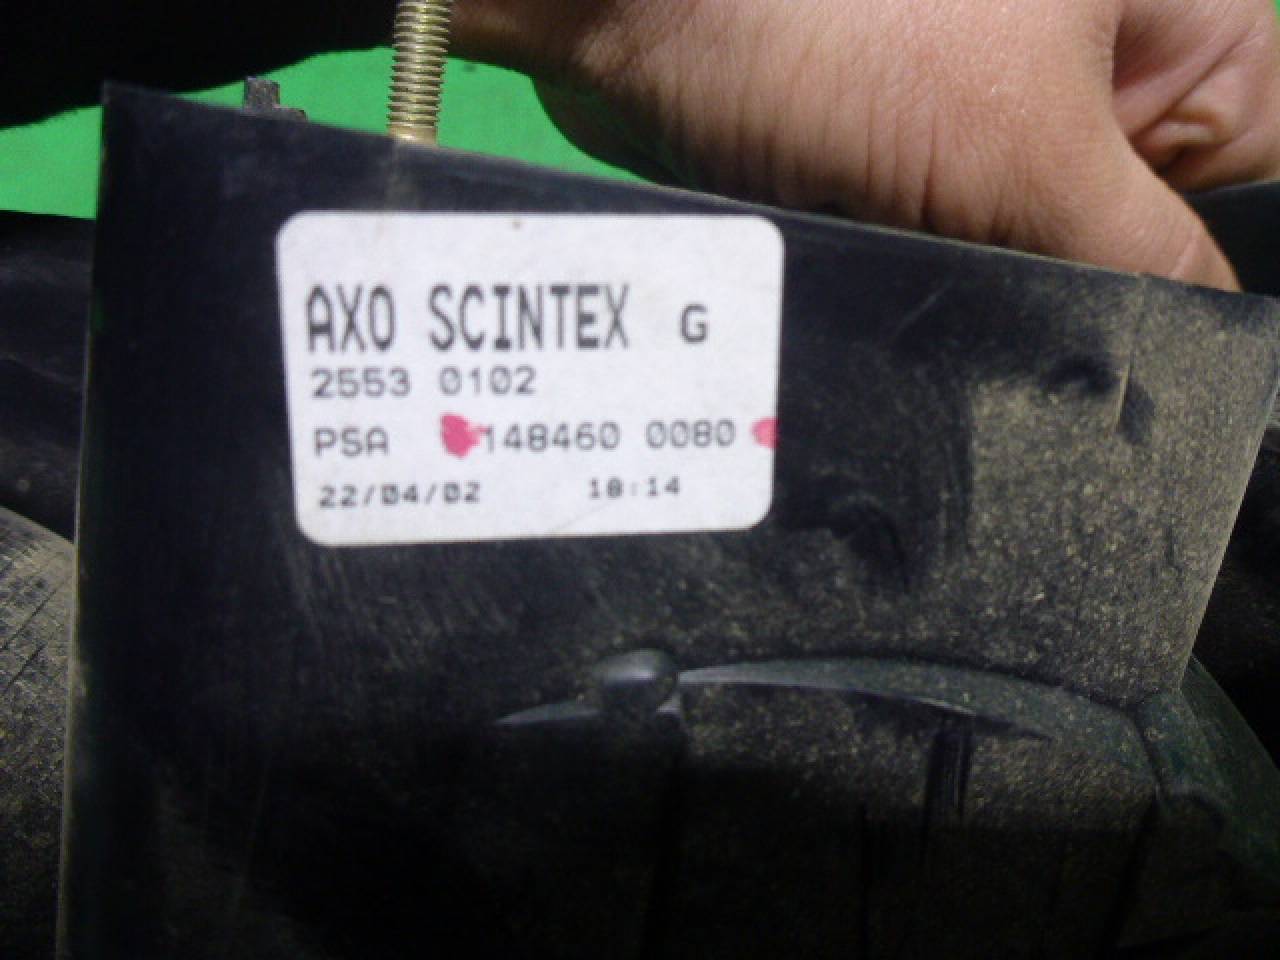 AXO SCINTEX G
2553 0102
PSA 148460 0080
22/04/02 18:14